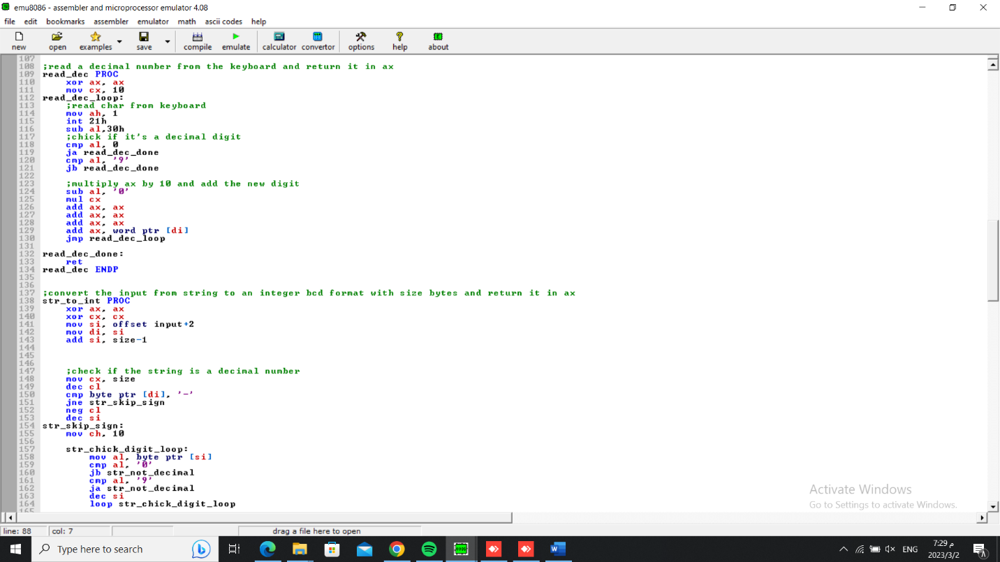 emu8086 - assembler and microprocessor emulator 4.08
file edit bookmarks assembler emulator math ascii codes help
new open examples save compile emulate calculator convertor options help about
107
108 ;read a decimal number from the keyboard and return it in ax
109 read_dec PROC
110 xor ax, ax
111 mov cx, 10
112 read_dec_loop:
113 ;read char from keyboard
114 mov ah, 1
115 int 21h
116 sub al,30h
117 ;chick if it's a decimal digit
118 cmp al, 0
119 ja read_dec_done
120 cmp al, '9'
121 jb read_dec_done
122
123 ;multiply ax by 10 and add the new digit
124 sub al, '0'
125 mul cx
126 add ax, ax
127 add ax, ax
128 add ax, ax
129 add ax, word ptr [di]
130 jmp read_dec_loop
131
132 read_dec_done:
133 ret
134 read_dec ENDP
135
136
137 ;convert the input from string to an integer bcd format with size bytes and return it in ax
138 str_to_int PROC
139 xor ax, ax
140 xor cx, cx
141 mov si, offset input+2
142 mov di, si
143 add si, size-1
144
145
146
147 ;check if the string is a decimal number
148 mov cx, size
149 dec cl
150 cmp byte ptr [di], '-'
151 jne str_skip_sign
152 neg cl
153 dec si
154 str_skip_sign:
155 mov ch, 10
156
157 str_chick_digit_loop:
158 mov al, byte ptr [si]
159 cmp al, '0'
160 jb str_not_decimal
161 cmp al, '9'
162 ja str_not_decimal
163 dec si
164 loop str_chick_digit_loop
165
Activate Windows
Go to Settings to activate Windows.
line: 88 col: 7 drag a file here to open
Type here to search
ENG
7:29 م
2023/3/2